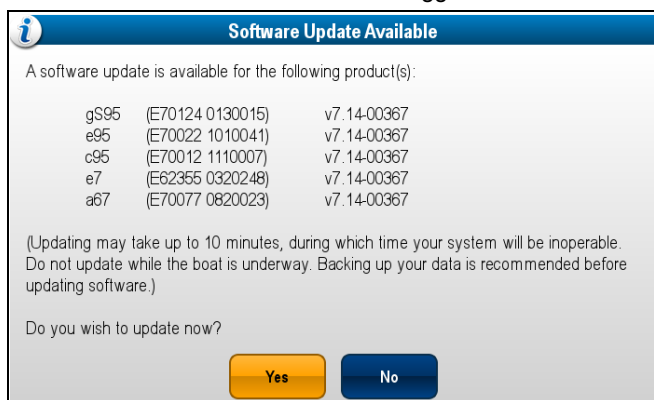 Software Update Available
A software update is available for the following product(s):
gS95 (E70124 0130015) v7.14-00367
e95 (E70022 1010041) v7.14-00367
c95 (E70012 1110007) v7.14-00367
e7 (E62355 0320248) v7.14-00367
a67 (E70077 0820023) v7.14-00367
(Updating may take up to 10 minutes, during which time your system will be inoperable.
Do not update while the boat is underway. Backing up your data is recommended before
updating software.)
Do you wish to update now?
Yes No